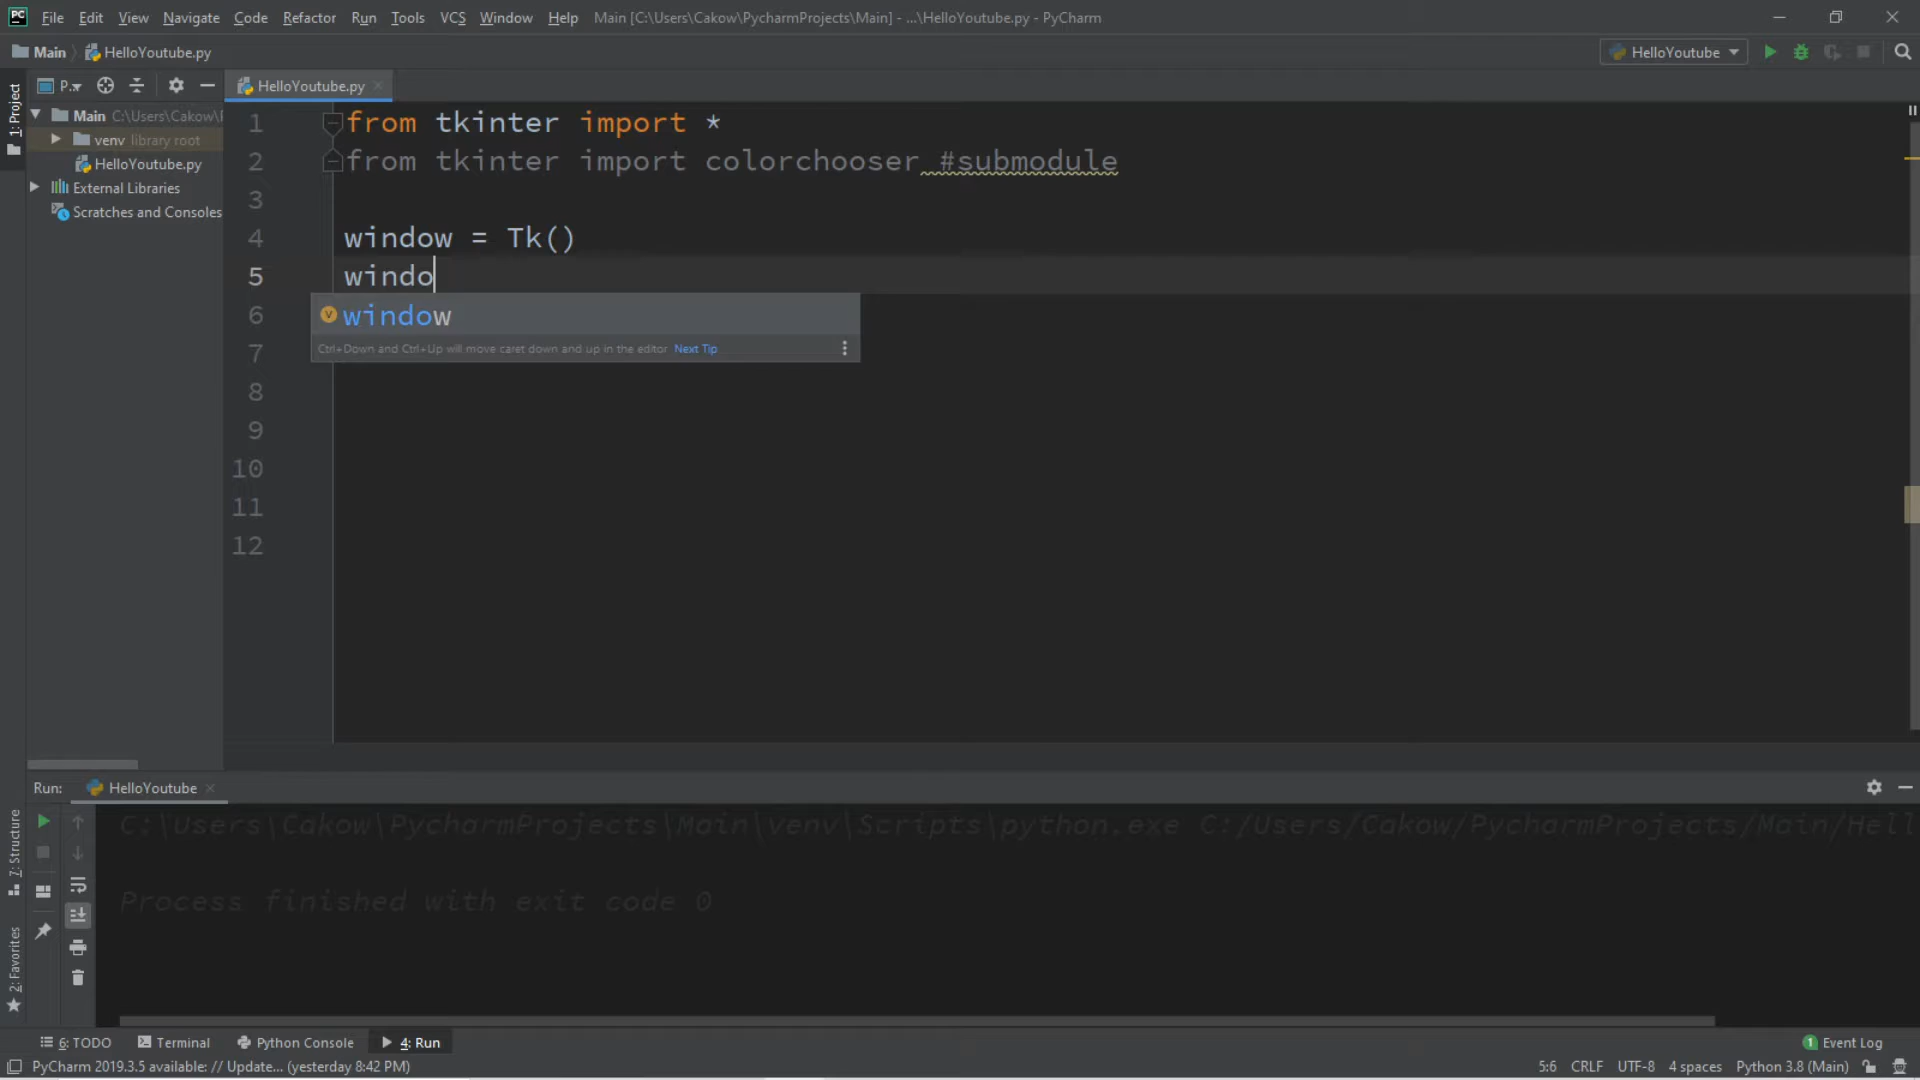 PC File Edit View Navigate Code Refactor Run Tools VCS Window Help Main [C:\Users\Cakow\PycharmProjects\Main] - ...\HelloYoutube.py - PyCharm
Main HelloYoutube.py HelloYoutube
1: Project
P.. HelloYoutube.py
Main C:\Users\Cakow\
venv library root
HelloYoutube.py
External Libraries
Scratches and Consoles
1 from tkinter import *
2 from tkinter import colorchooser #submodule
3
4 window = Tk()
5 windo
6 window
7 Ctrl+Down and Ctrl+Up will move caret down and up in the editor Next Tip
8
9
10
11
12
Run: HelloYoutube
C:\Users\Cakow\PycharmProjects\Main\venv\Scripts\python.exe C:/Users/Cakow/PycharmProjects/Main/Hell
Process finished with exit code 0
7: Structure
2: Favorites
6: TODO Terminal Python Console 4: Run 1 Event Log
PyCharm 2019.3.5 available: // Update... (yesterday 8:42 PM) 5:6 CRLF UTF-8 4 spaces Python 3.8 (Main)